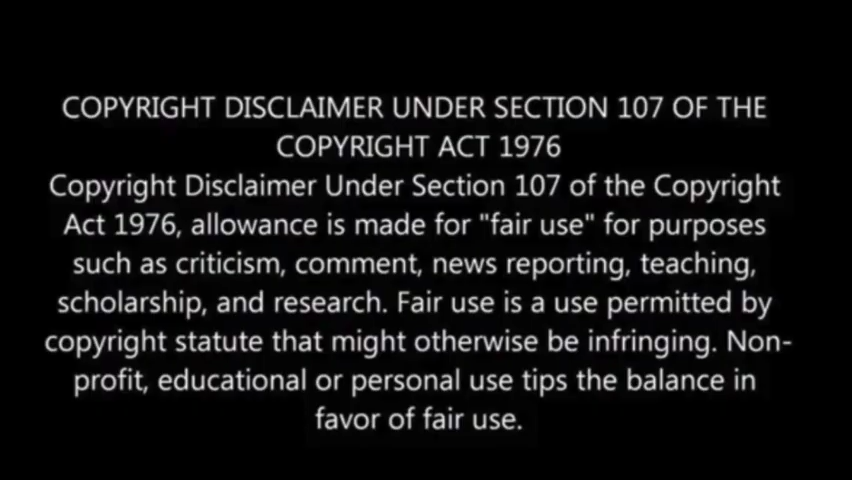 COPYRIGHT DISCLAIMER UNDER SECTION 107 OF THE
COPYRIGHT ACT 1976
Copyright Disclaimer Under Section 107 of the Copyright
Act 1976, allowance is made for "fair use" for purposes
such as criticism, comment, news reporting, teaching,
scholarship, and research. Fair use is a use permitted by
copyright statute that might otherwise be infringing. Non-
profit, educational or personal use tips the balance in
favor of fair use.